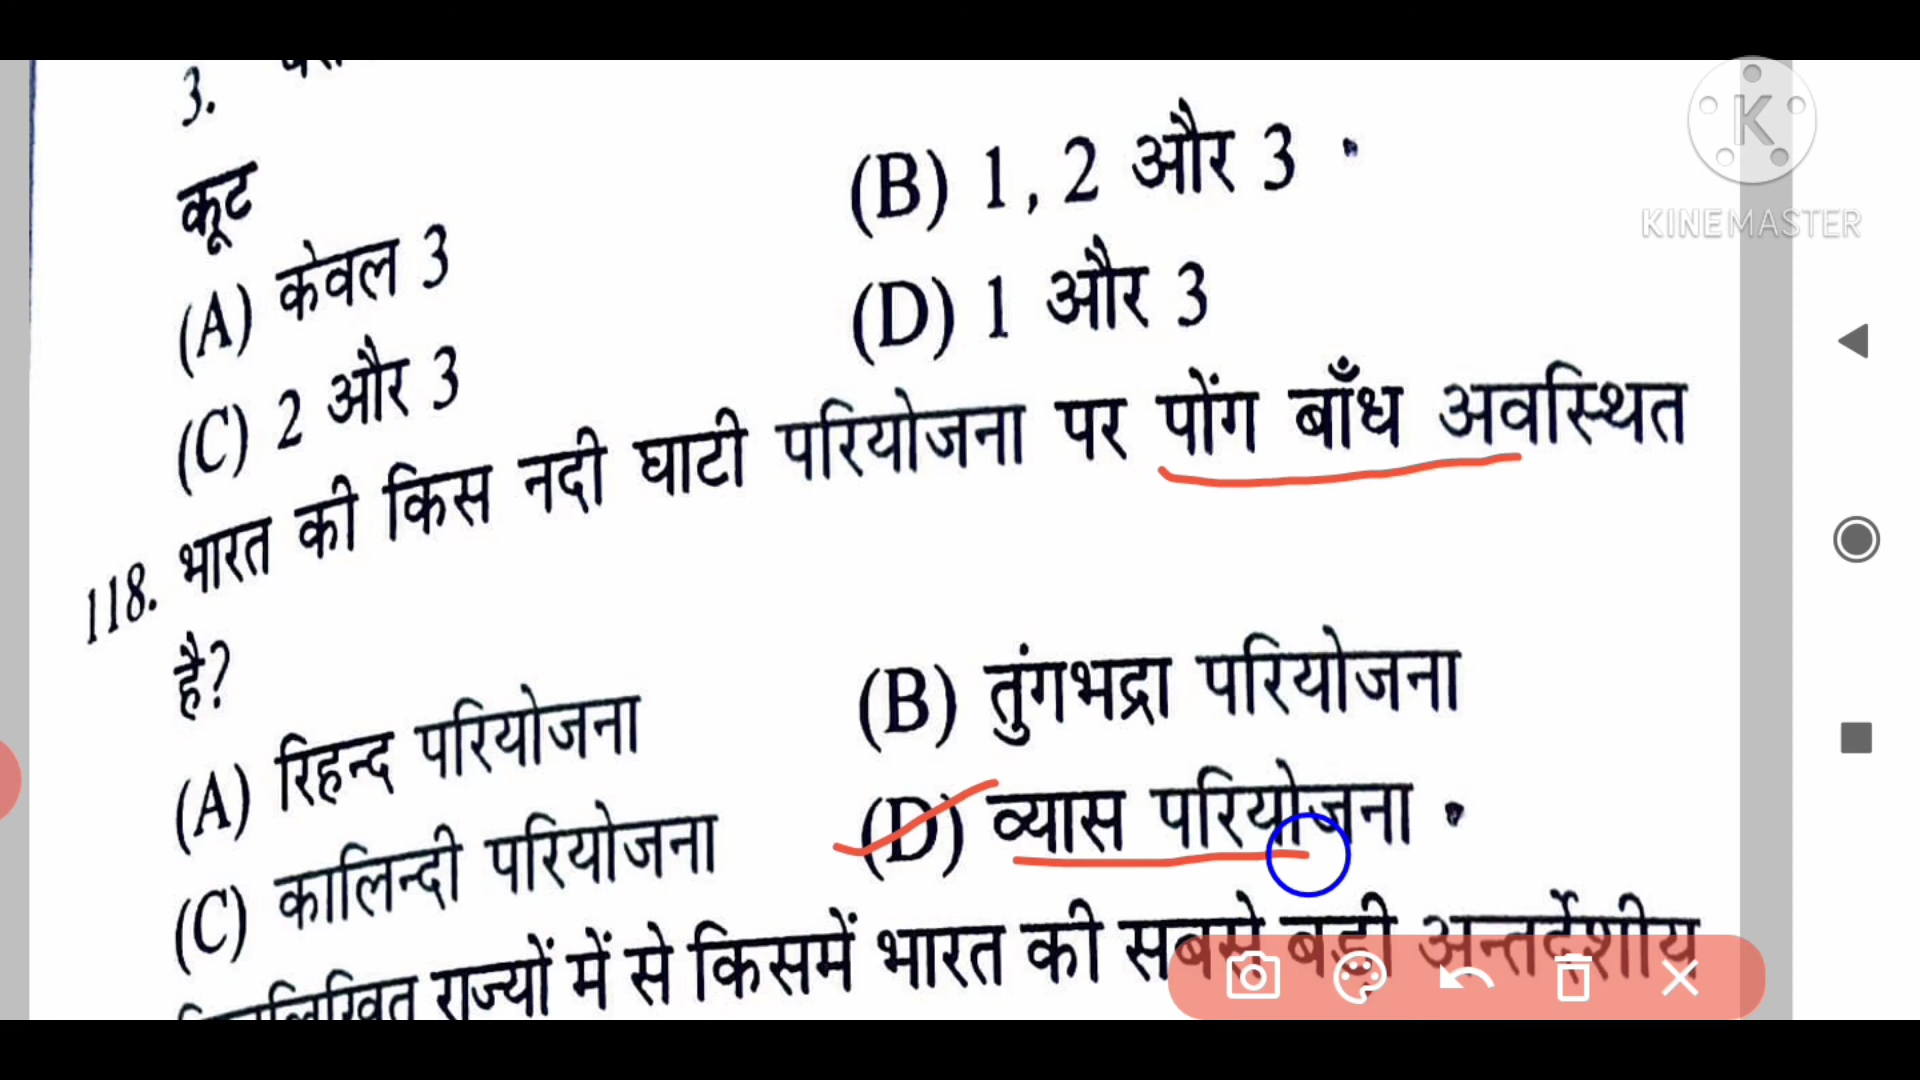 3.
कूट
(A) केवल 3 (B) 1, 2 और 3
(C) 2 और 3 (D) 1 और 3
118. भारत की किस नदी घाटी परियोजना पर पोंग बाँध अवस्थित
है?
(A) रिहन्द परियोजना (B) तुंगभद्रा परियोजना
(C) कालिन्दी परियोजना (D) व्यास परियोजना
राज्यों में से किसमें भारत की सबसे बड़ी अन्तर्देशीय
K
KINEMASTER